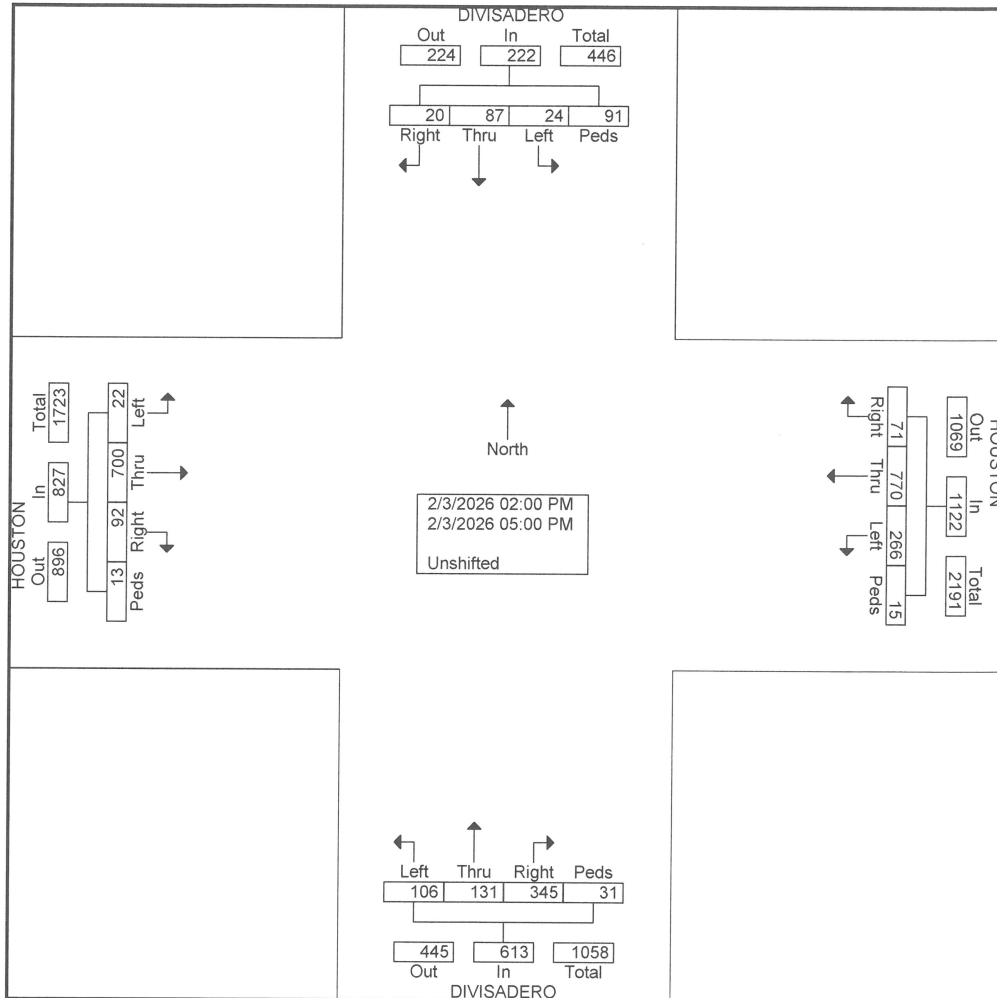 DIVISADERO
Out In Total
224 222 446
20 87 24 91
Right Thru Left Peds
HOUSTON
Total In Out
1723 827 896
22 700 92 13
Left Thru Right Peds
North
2/3/2026 02:00 PM
2/3/2026 05:00 PM
Unshifted
Right Thru Left Peds
71 770 266 15
1069 1122 2191
Out In Total
HOUSTON
Left Thru Right Peds
106 131 345 31
445 613 1058
Out In Total
DIVISADERO